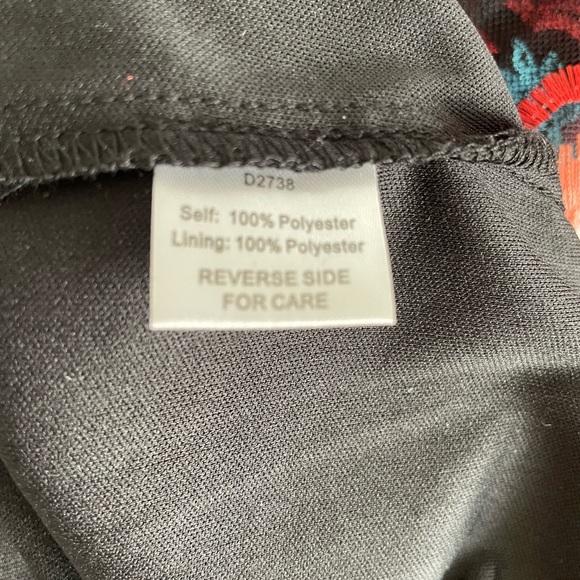 D2738
Self: 100% Polyester
Lining: 100% Polyester
REVERSE SIDE
FOR CARE